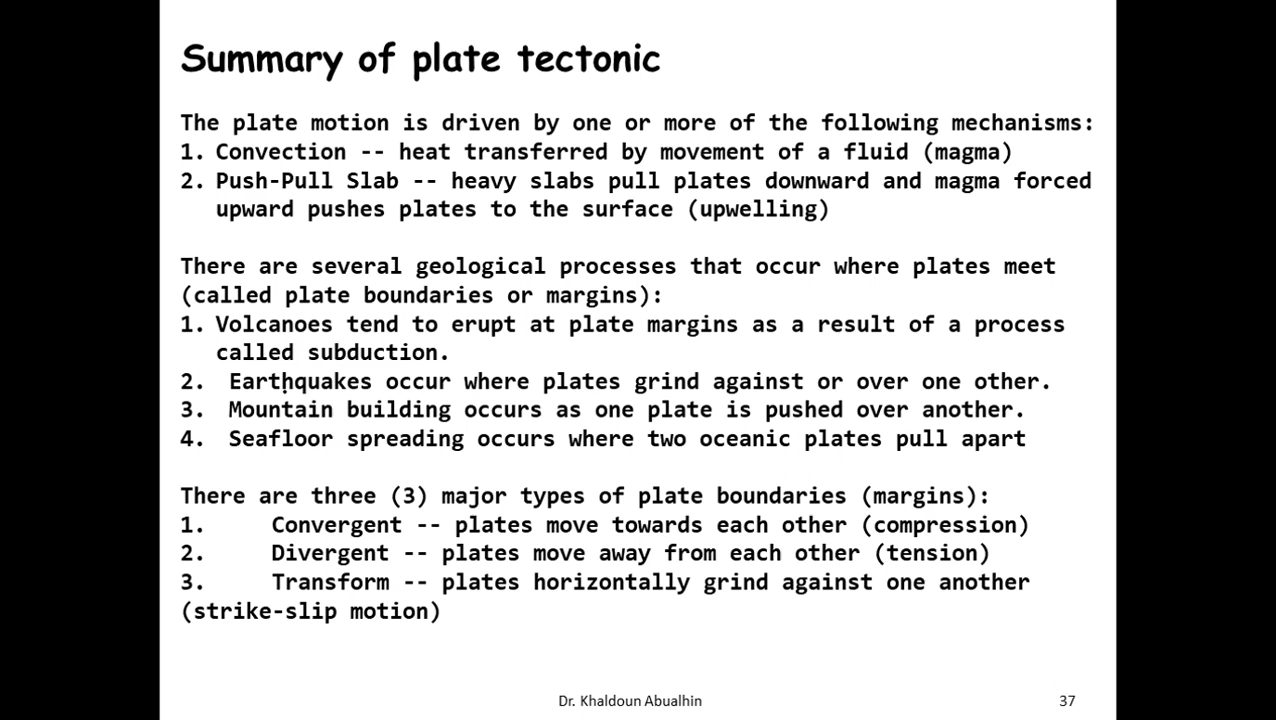 Summary of plate tectonic
The plate motion is driven by one or more of the following mechanisms:
1. Convection -- heat transferred by movement of a fluid (magma)
2. Push-Pull Slab -- heavy slabs pull plates downward and magma forced
upward pushes plates to the surface (upwelling)
There are several geological processes that occur where plates meet
(called plate boundaries or margins):
1. Volcanoes tend to erupt at plate margins as a result of a process
called subduction.
2. Earthquakes occur where plates grind against or over one other.
3. Mountain building occurs as one plate is pushed over another.
4. Seafloor spreading occurs where two oceanic plates pull apart
There are three (3) major types of plate boundaries (margins):
1. Convergent -- plates move towards each other (compression)
2. Divergent -- plates move away from each other (tension)
3. Transform -- plates horizontally grind against one another
(strike-slip motion)
Dr. Khaldoun Abualhin 37